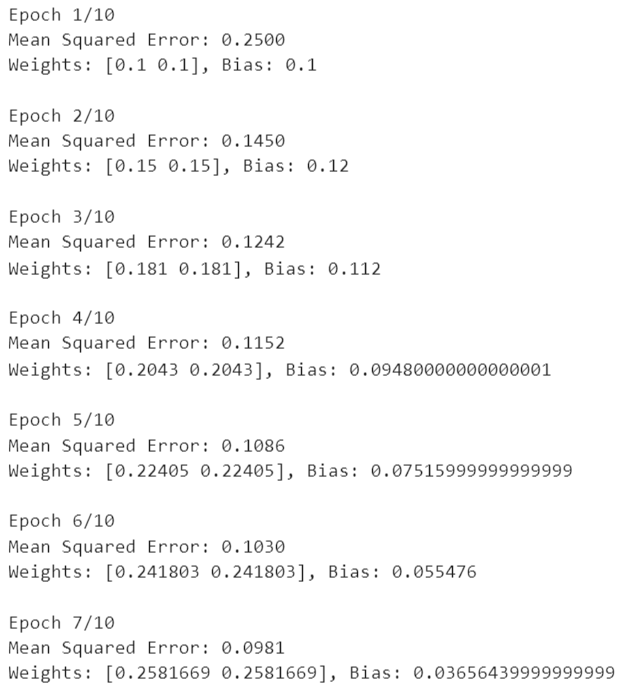 Epoch 1/10
Mean Squared Error: 0.2500
Weights: [0.1 0.1], Bias: 0.1
Epoch 2/10
Mean Squared Error: 0.1450
Weights: [0.15 0.15], Bias: 0.12
Epoch 3/10
Mean Squared Error: 0.1242
Weights: [0.181 0.181], Bias: 0.112
Epoch 4/10
Mean Squared Error: 0.1152
Weights: [0.2043 0.2043], Bias: 0.09480000000000001
Epoch 5/10
Mean Squared Error: 0.1086
Weights: [0.22405 0.22405], Bias: 0.07515999999999999
Epoch 6/10
Mean Squared Error: 0.1030
Weights: [0.241803 0.241803], Bias: 0.055476
Epoch 7/10
Mean Squared Error: 0.0981
Weights: [0.2581669 0.2581669], Bias: 0.03656439999999999